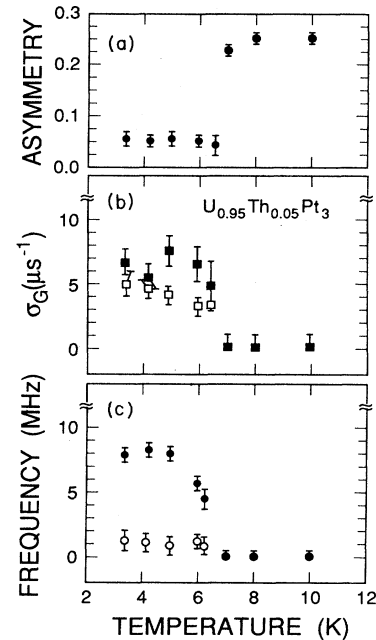 0.3
(a)
0.2
ASYMMETRY
0.1
0.0
(b)
U0.95Th0.05Pt3
10
σG(μs-1)
5
0
(c)
10
FREQUENCY (MHz)
5
0
2 4 6 8 10 12
TEMPERATURE (K)